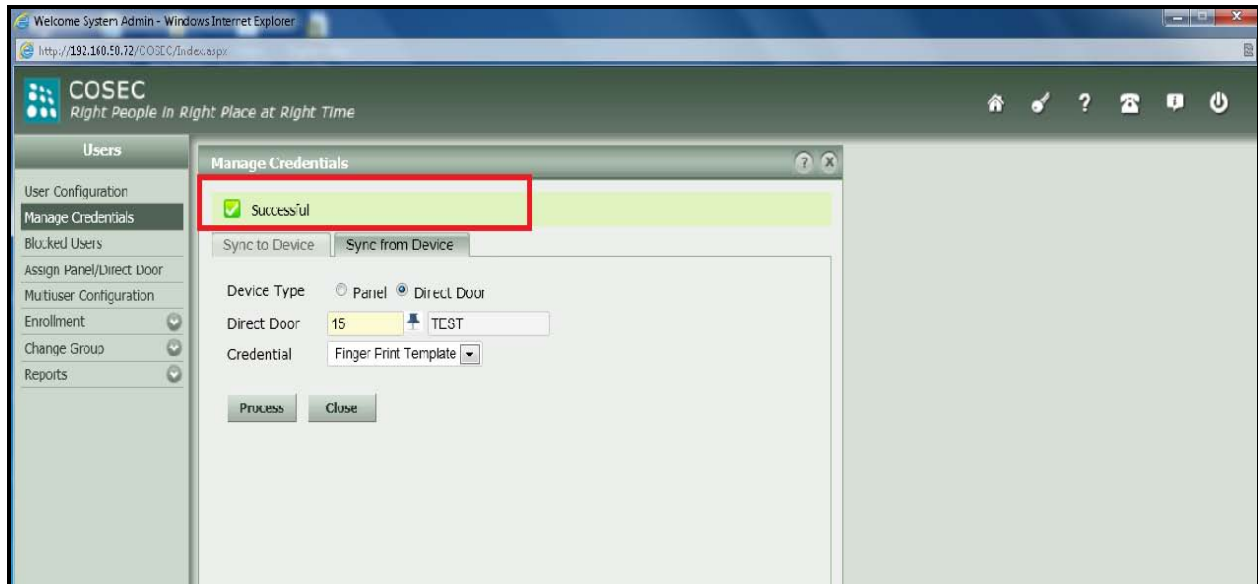 Welcome System Admin - Windows Internet Explorer
http://192.168.50.72/COSEC/Index.aspx
COSEC
Right People in Right Place at Right Time
?
Users
Manage Credentials
?
User Configuration
Manage Credentials
Blocked Users
Assign Panel/Direct Door
Multiuser Configuration
Enrollment
Change Group
Reports
Successful
Sync to Device
Sync from Device
Device Type
Panel
Direct Door
Direct Door
15
TEST
Credential
Finger Print Template
Process
Close